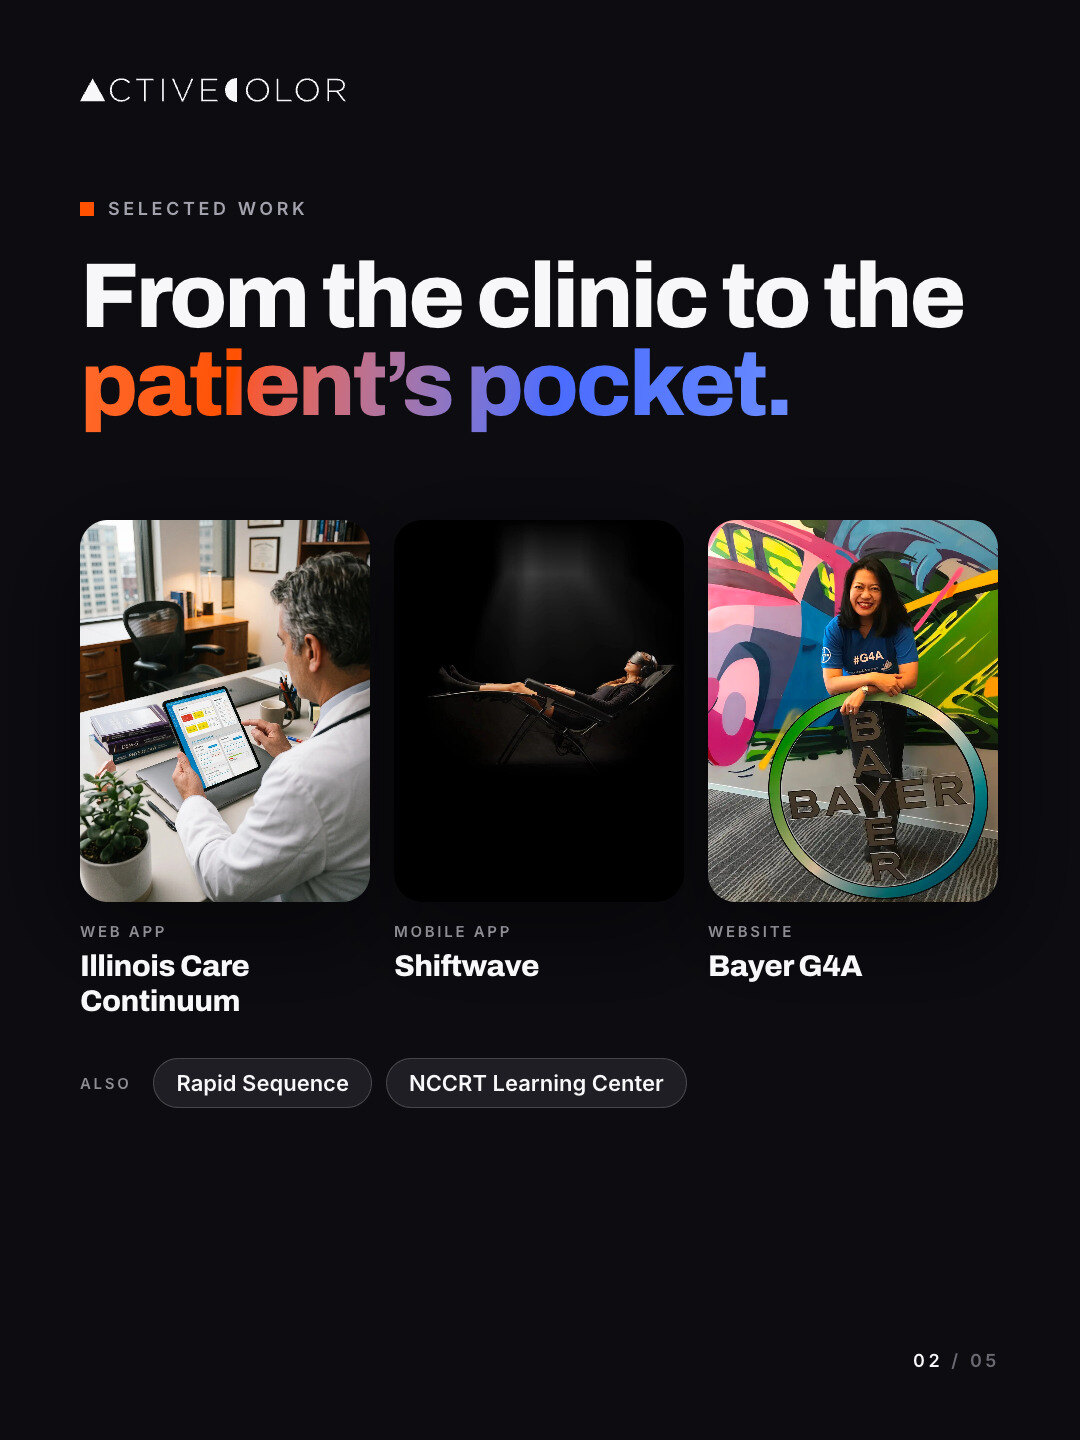 ACTIVECOLOR
SELECTED WORK
From the clinic to the
patient’s pocket.
#G4A
BAYER
BAYER
WEB APP
Illinois Care
Continuum
MOBILE APP
Shiftwave
WEBSITE
Bayer G4A
ALSO
Rapid Sequence
NCCRT Learning Center
02 / 05